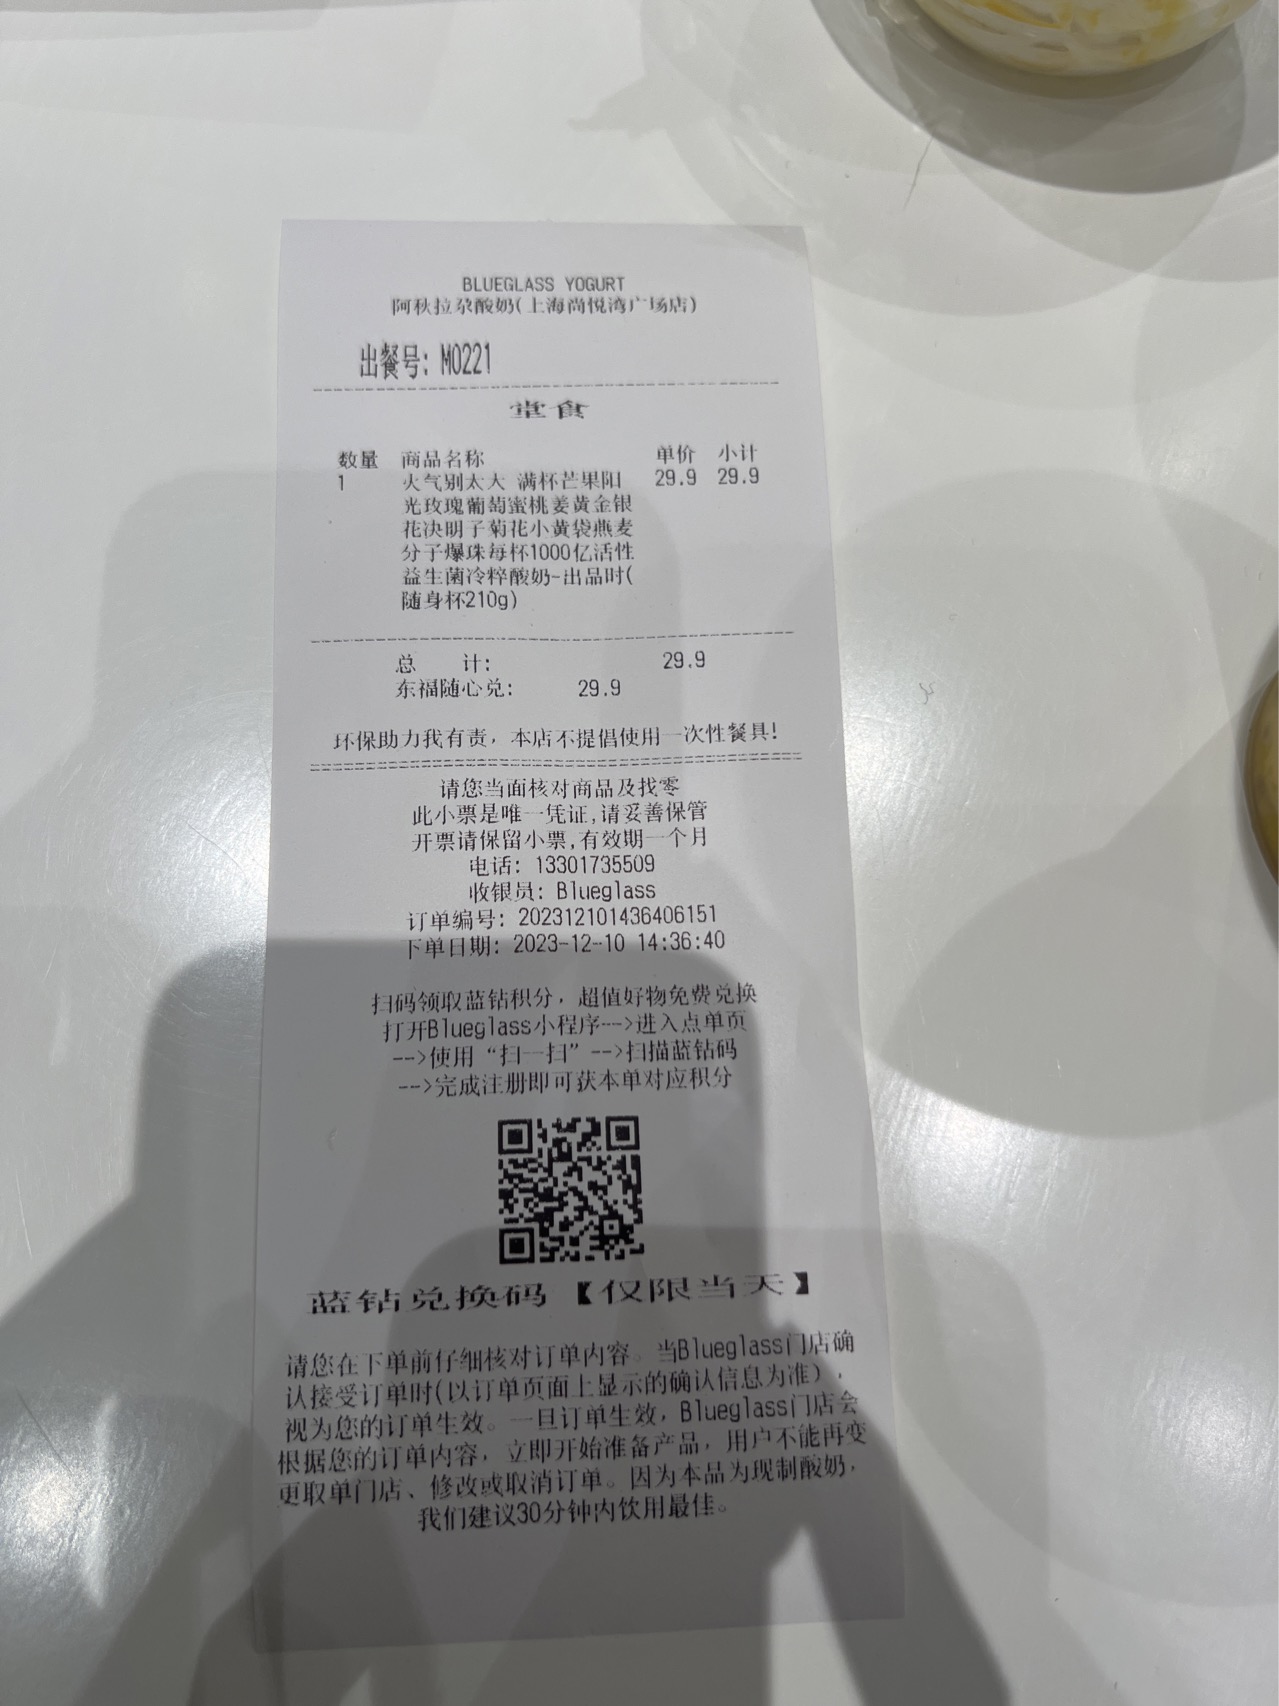 BLUEGLASS YOGURT
阿秋拉尕酸奶(上海尚悦湾广场店)
出餐号: M0221
堂食
数量 商品名称 单价 小计
1 火气别太大 满杯芒果阳 29.9 29.9
光玫瑰葡萄蜜桃姜黄金银
花决明子菊花小黄袋燕麦
分子爆珠每杯1000亿活性
益生菌冷粹酸奶-出品时(
随身杯210g)
总 计: 29.9
东福随心兑: 29.9
环保助力我有责，本店不提倡使用一次性餐具!
请您当面核对商品及找零
此小票是唯一凭证,请妥善保管
开票请保留小票,有效期一个月
电话: 13301735509
收银员: Blueglass
订单编号: 202312101436406151
下单日期: 2023-12-10 14:36:40
扫码领取蓝钻积分，超值好物免费兑换
打开Blueglass小程序-->进入点单页
-->使用“扫一扫”-->扫描蓝钻码
-->完成注册即可获本单对应积分
蓝钻兑换码【仅限当天】
请您在下单前仔细核对订单内容。当Blueglass门店确
认接受订单时(以订单页面上显示的确认信息为准)，
视为您的订单生效。一旦订单生效，Blueglass门店会
根据您的订单内容，立即开始准备产品，用户不能再变
更取单门店、修改或取消订单。因为本品为现制酸奶，
我们建议30分钟内饮用最佳。